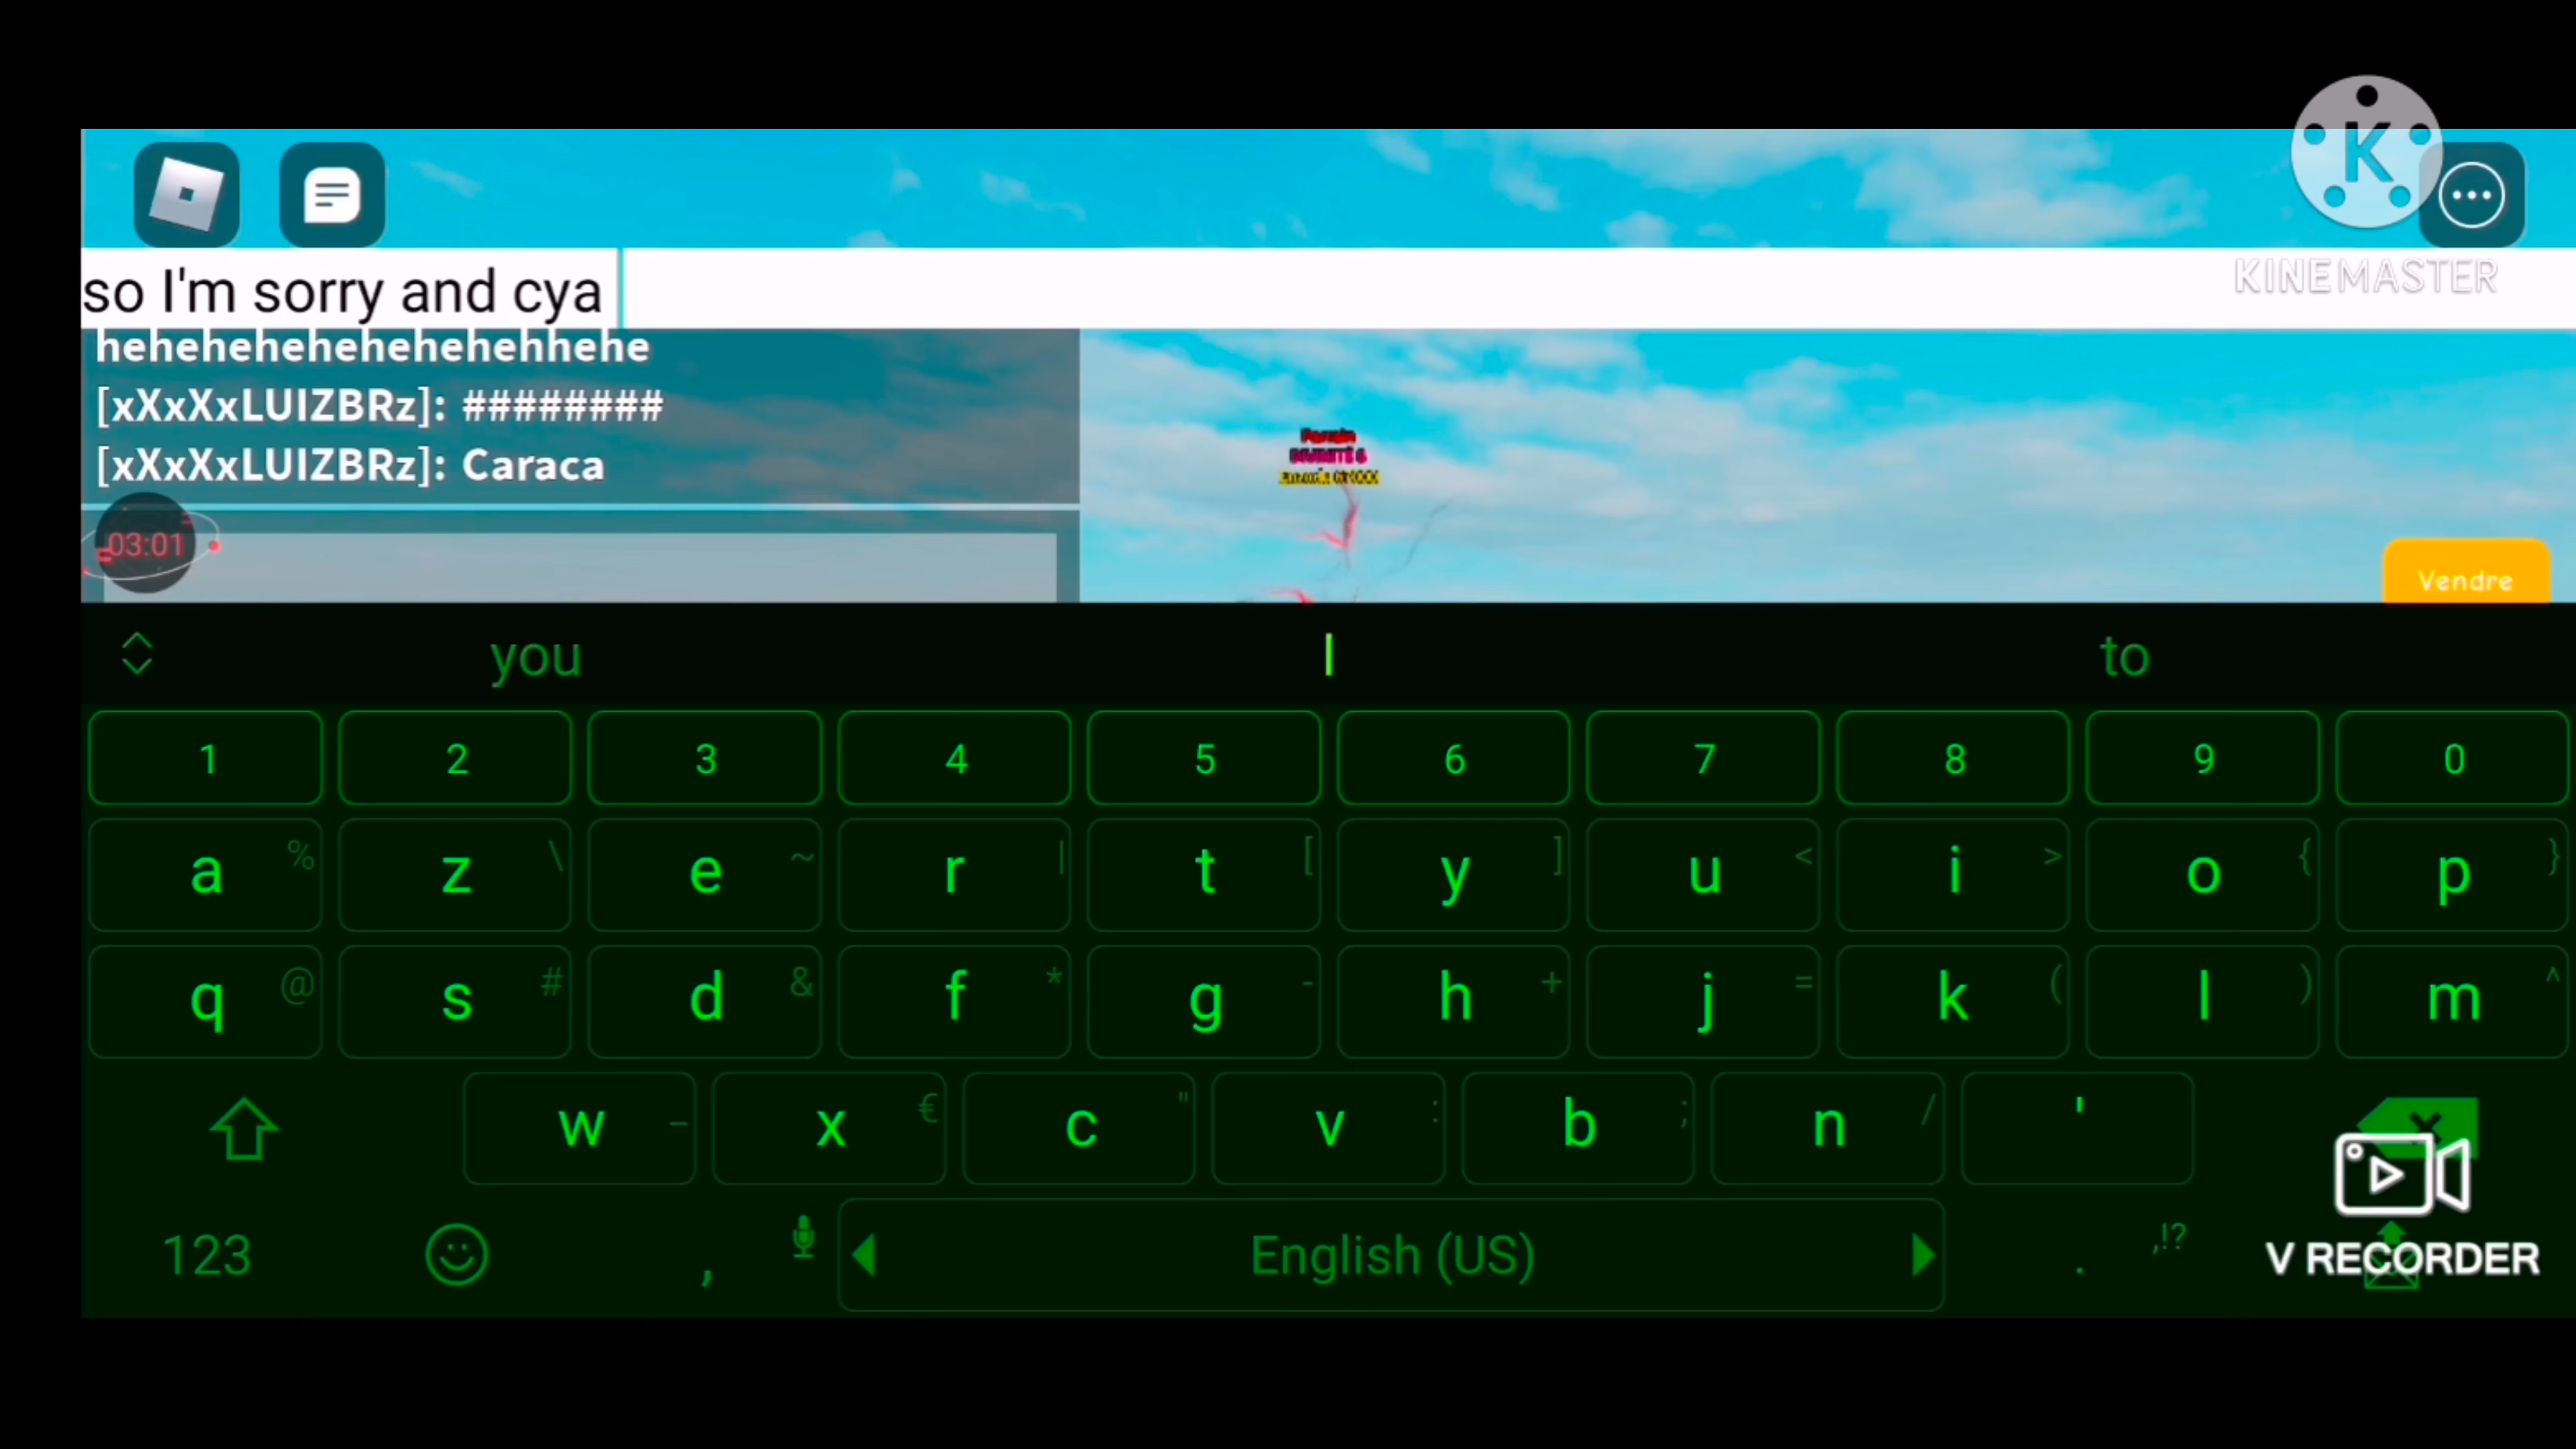 K
KINEMASTER
so I'm sorry and cya
hehehehehehehehehhehe
[xXxXxLUIZBRz]: ########
[xXxXxLUIZBRz]: Caraca
03:01
Vendre
you I to
1 2 3 4 5 6 7 8 9 0
a % z \ e ~ r | t [ y ] u < i > o { p }
q @ s # d & f * g - h + j = k ( l ) m ^
w _ x € c " v : b ; n / '
123 , English (US) . ,!?
V RECORDER